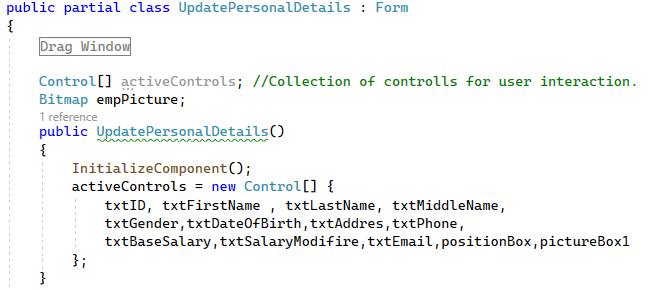 public partial class UpdatePersonalDetails : Form
{
Drag Window
Control[] activeControls; //Collection of controlls for user interaction.
Bitmap empPicture;
1 reference
public UpdatePersonalDetails()
{
InitializeComponent();
activeControls = new Control[] {
txtID, txtFirstName , txtLastName, txtMiddleName,
txtGender,txtDateOfBirth,txtAddres,txtPhone,
txtBaseSalary,txtSalaryModifire,txtEmail,positionBox,pictureBox1
};
}